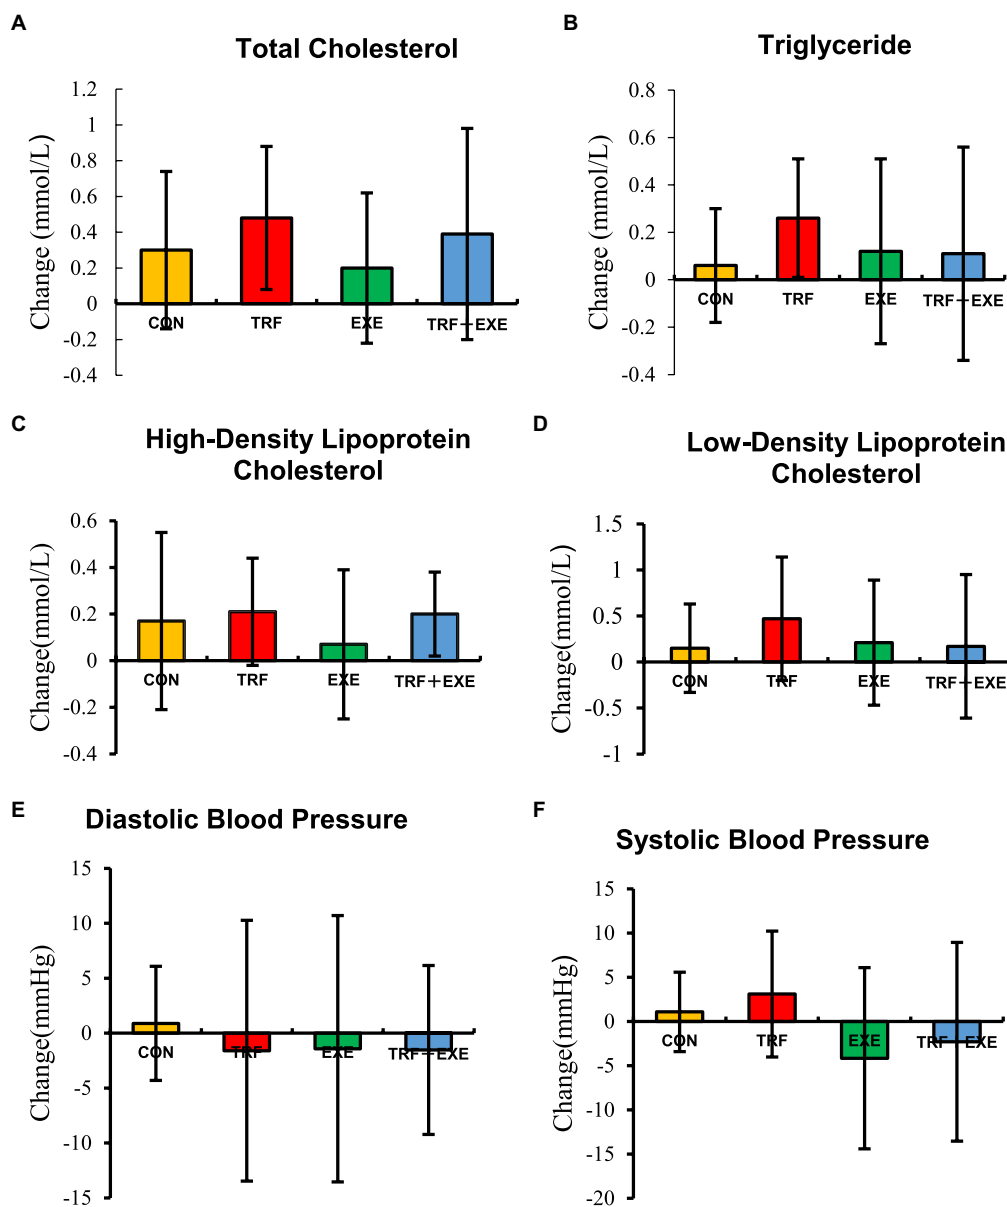 A
Total Cholesterol
Change (mmol/L)
1.2
1
0.8
0.6
0.4
0.2
0
-0.2
-0.4
CON
TRF
EXE
TRF+EXE
B
Triglyceride
Change (mmol/L)
0.8
0.6
0.4
0.2
0
-0.2
-0.4
CON
TRF
EXE
TRF+EXE
C
High-Density Lipoprotein
Cholesterol
Change(mmol/L)
0.6
0.4
0.2
0
-0.2
-0.4
CON
TRF
EXE
TRF+EXE
D
Low-Density Lipoprotein
Cholesterol
Change(mmol/L)
1.5
1
0.5
0
-0.5
-1
CON
TRF
EXE
TRF+EXE
E
Diastolic Blood Pressure
Change(mmHg)
15
10
5
0
-5
-10
-15
CON
TRF
EXE
TRF+EXE
F
Systolic Blood Pressure
Change(mmHg)
15
10
5
0
-5
-10
-15
-20
CON
TRF
EXE
TRF+EXE